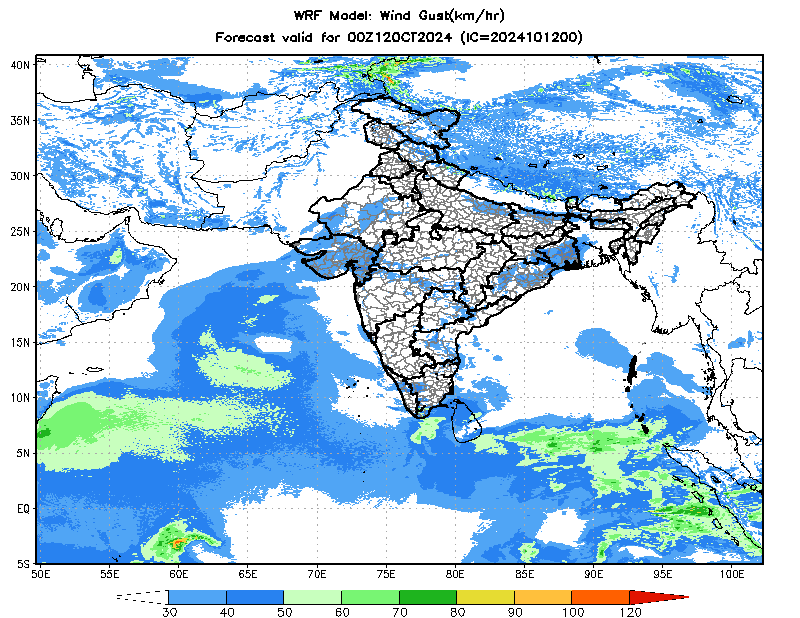 WRF Model: Wind Gust(km/hr)
Forecast valid for 00Z12OCT2024 (IC=2024101200)
40N
35N
30N
25N
20N
15N
10N
5N
EQ
5S
50E 55E 60E 65E 70E 75E 80E 85E 90E 95E 100E
30 40 50 60 70 80 90 100 120